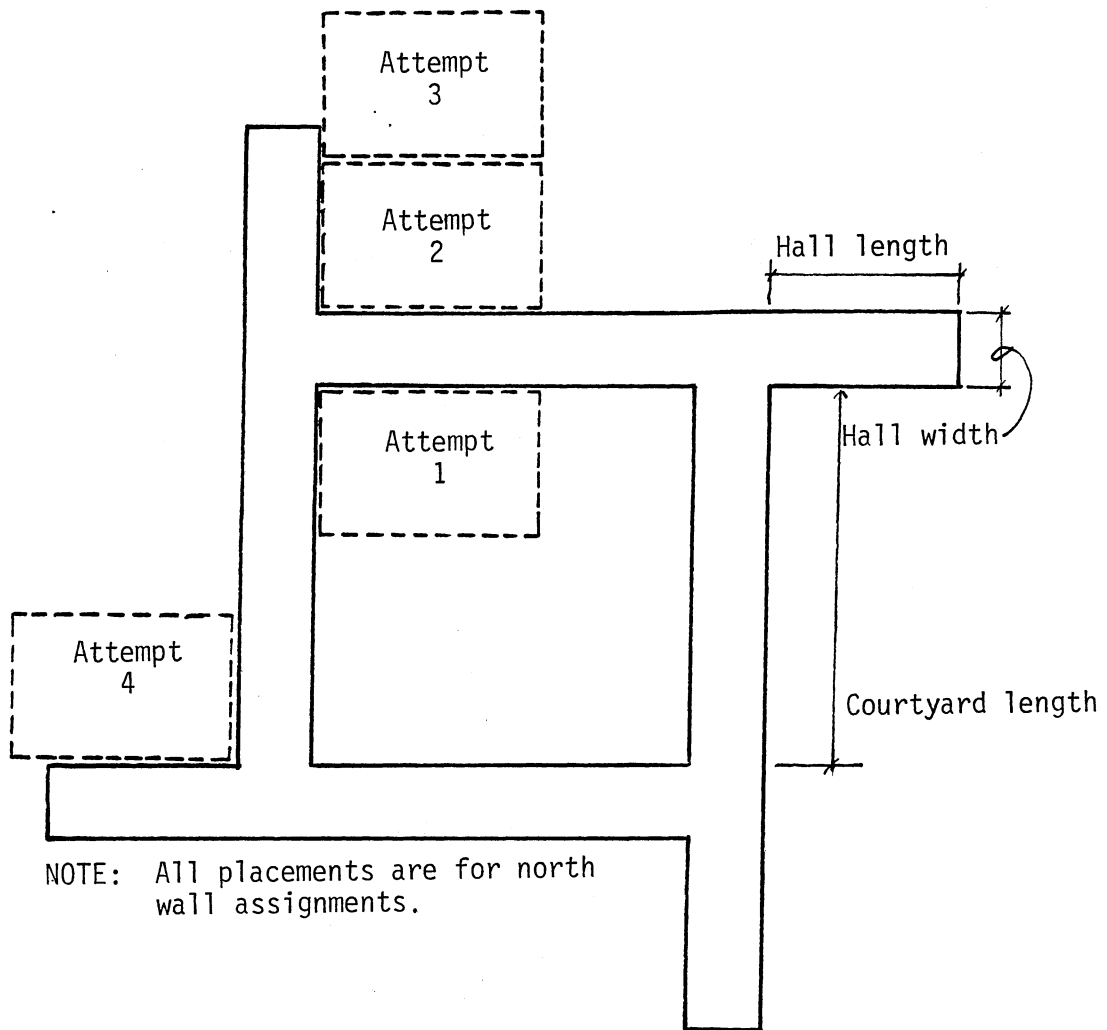 Attempt
3
Attempt
2
Hall length
Attempt
1
Hall width
Attempt
4
Courtyard length
NOTE: All placements are for north
wall assignments.